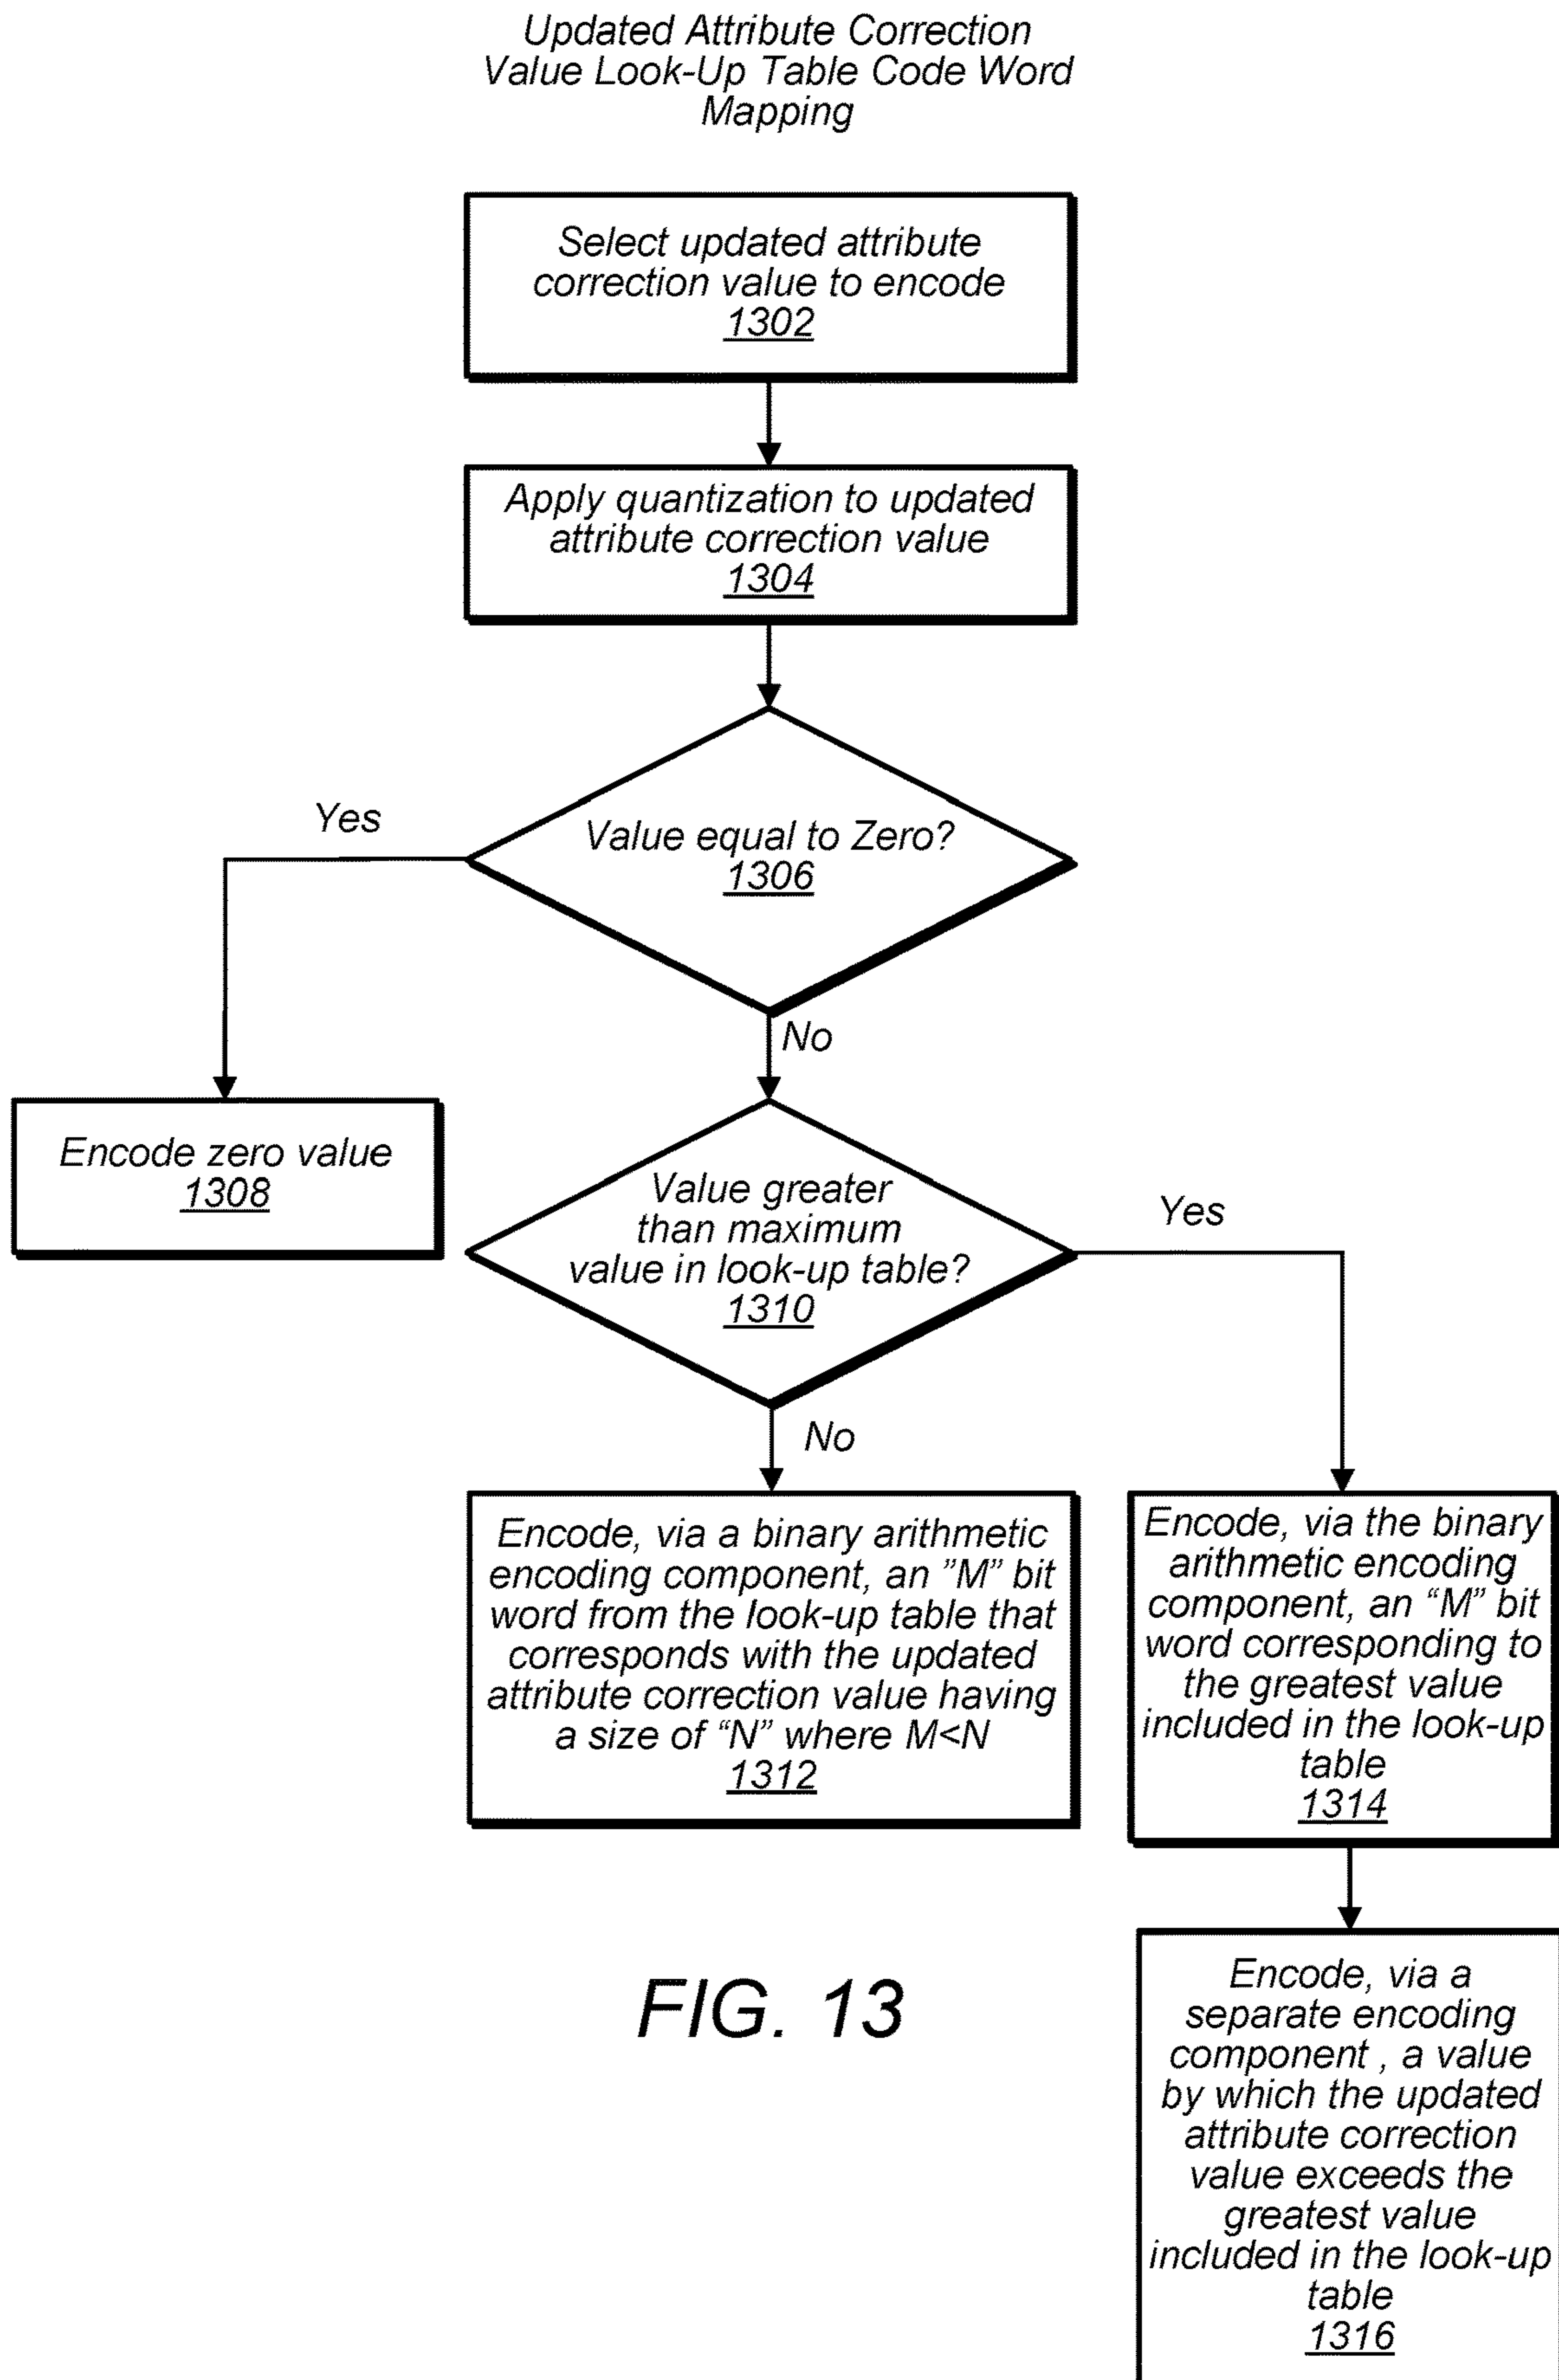 Updated Attribute Correction
Value Look-Up Table Code Word
Mapping
Select updated attribute
correction value to encode
1302
Apply quantization to updated
attribute correction value
1304
Value equal to Zero?
1306
Yes
No
Encode zero value
1308
Value greater
than maximum
value in look-up table?
1310
Yes
No
Encode, via a binary arithmetic
encoding component, an ”M” bit
word from the look-up table that
corresponds with the updated
attribute correction value having
a size of “N” where M<N
1312
Encode, via the binary
arithmetic encoding
component, an “M” bit
word corresponding to
the greatest value
included in the look-up
table
1314
Encode, via a
separate encoding
component , a value
by which the updated
attribute correction
value exceeds the
greatest value
included in the look-up
table
1316
FIG. 13